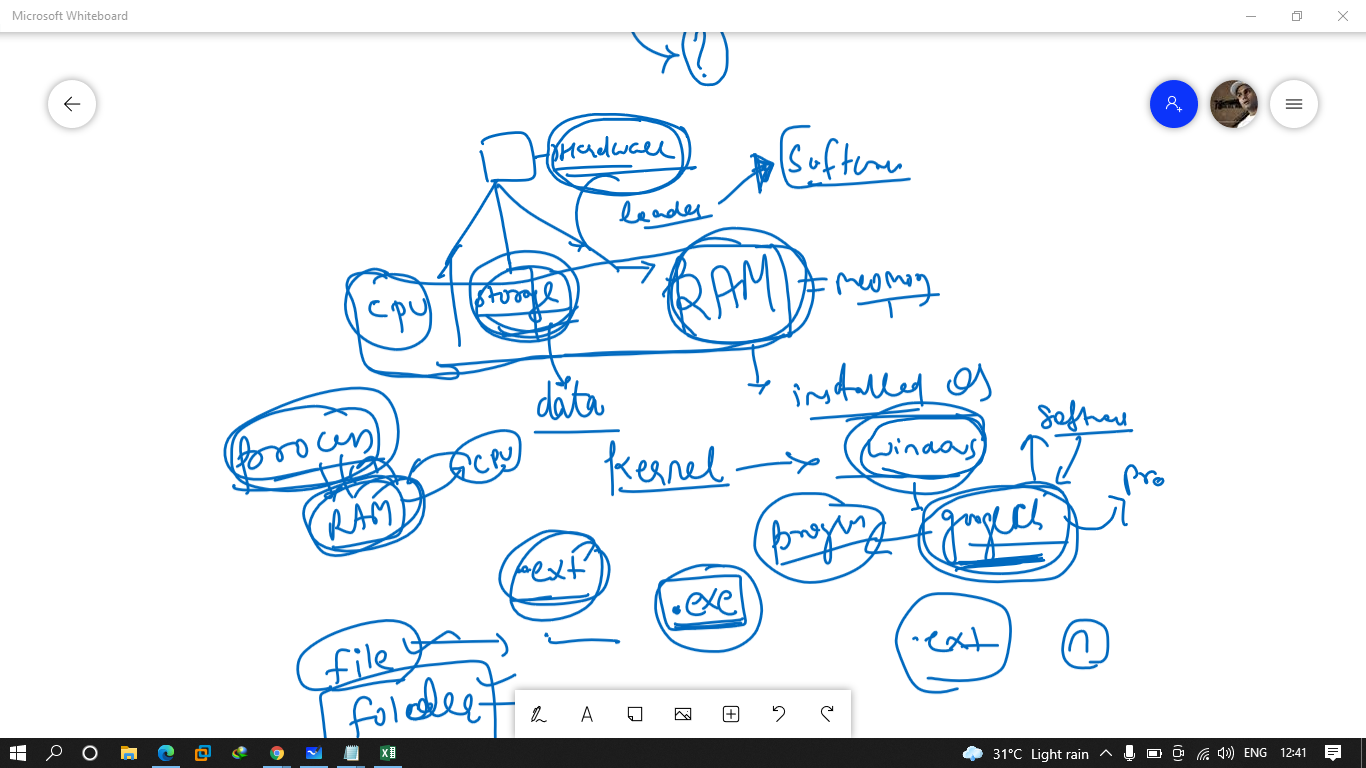 Microsoft Whiteboard
?
Hardware
Software
leader
CPU
Storage
RAM = memory
data
installed OS
Software
Process
CPU
kernel
Windows
Pro
RAM
Program
.ext
.exe
.ext
n
file
folder
A
31°C Light rain
ENG
12:41